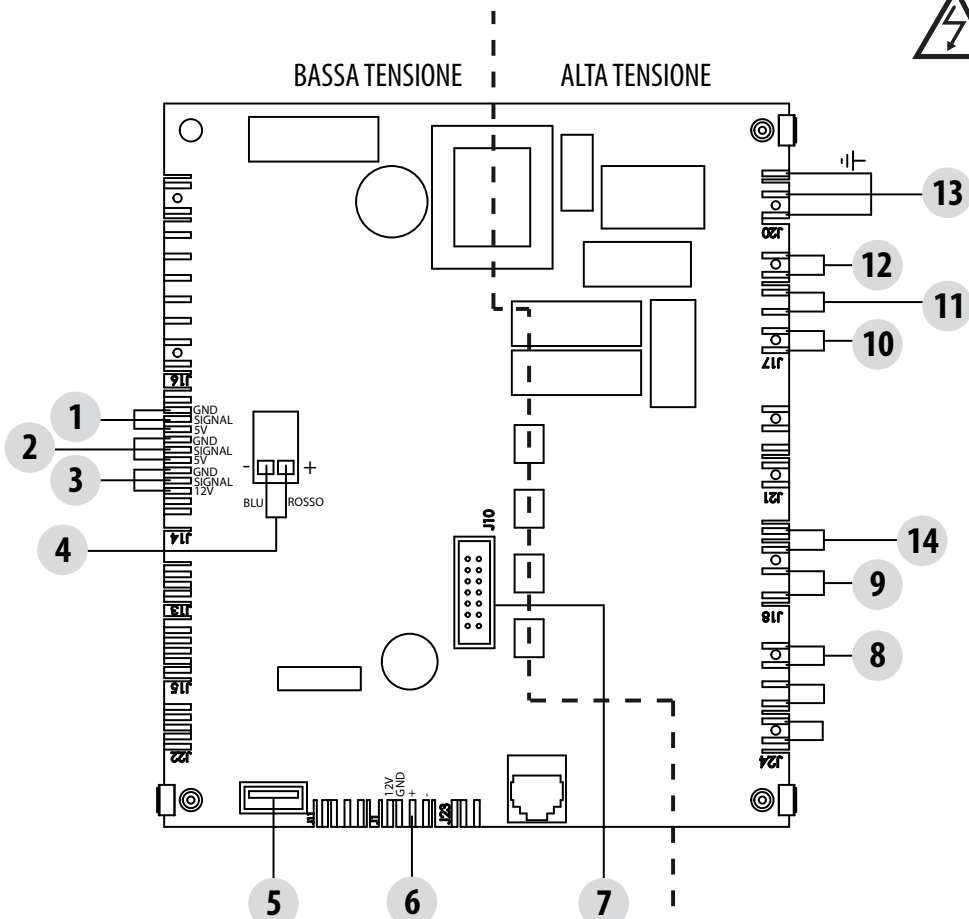 BASSA TENSIONE
ALTA TENSIONE
13
J20
12
11
10
J17
J16
1
GND
SIGNAL
5V
2
GND
SIGNAL
5V
3
GND
SIGNAL
12V
- +
BLU ROSSO
4
J14
J10
J21
14
9
J18
J13
8
J15
J22
J24
12V
GND
+
-
J1
J23
5
6
7